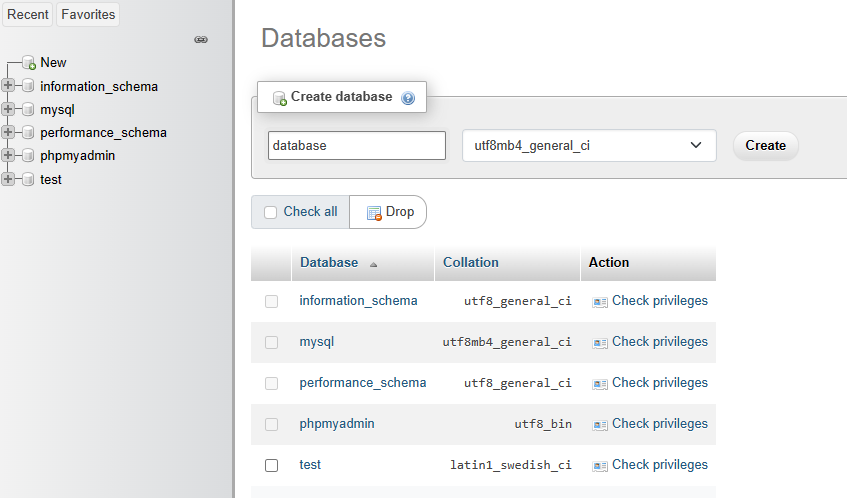 Recent Favorites
New
information_schema
mysql
performance_schema
phpmyadmin
test
Databases
Create database
database utf8mb4_general_ci Create
Check all Drop
Database Collation Action
information_schema utf8_general_ci Check privileges
mysql utf8mb4_general_ci Check privileges
performance_schema utf8_general_ci Check privileges
phpmyadmin utf8_bin Check privileges
test latin1_swedish_ci Check privileges